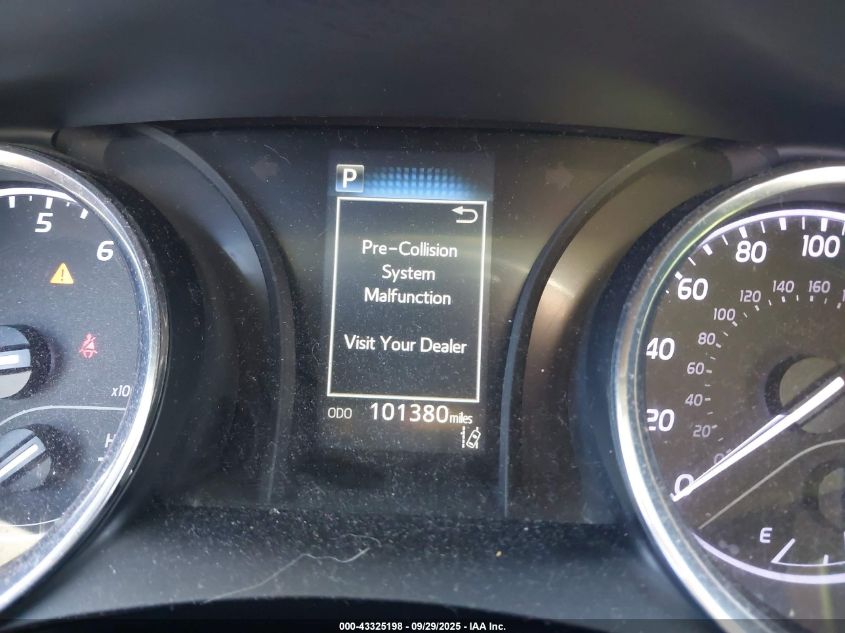 P
Pre-Collision
System
Malfunction
Visit Your Dealer
ODO 101380 miles
5
6
x10
H
0
20
40
60
80
100
20
40
60
80
100
120
140
160
E
000-43325198 - 09/29/2025 - IAA Inc.